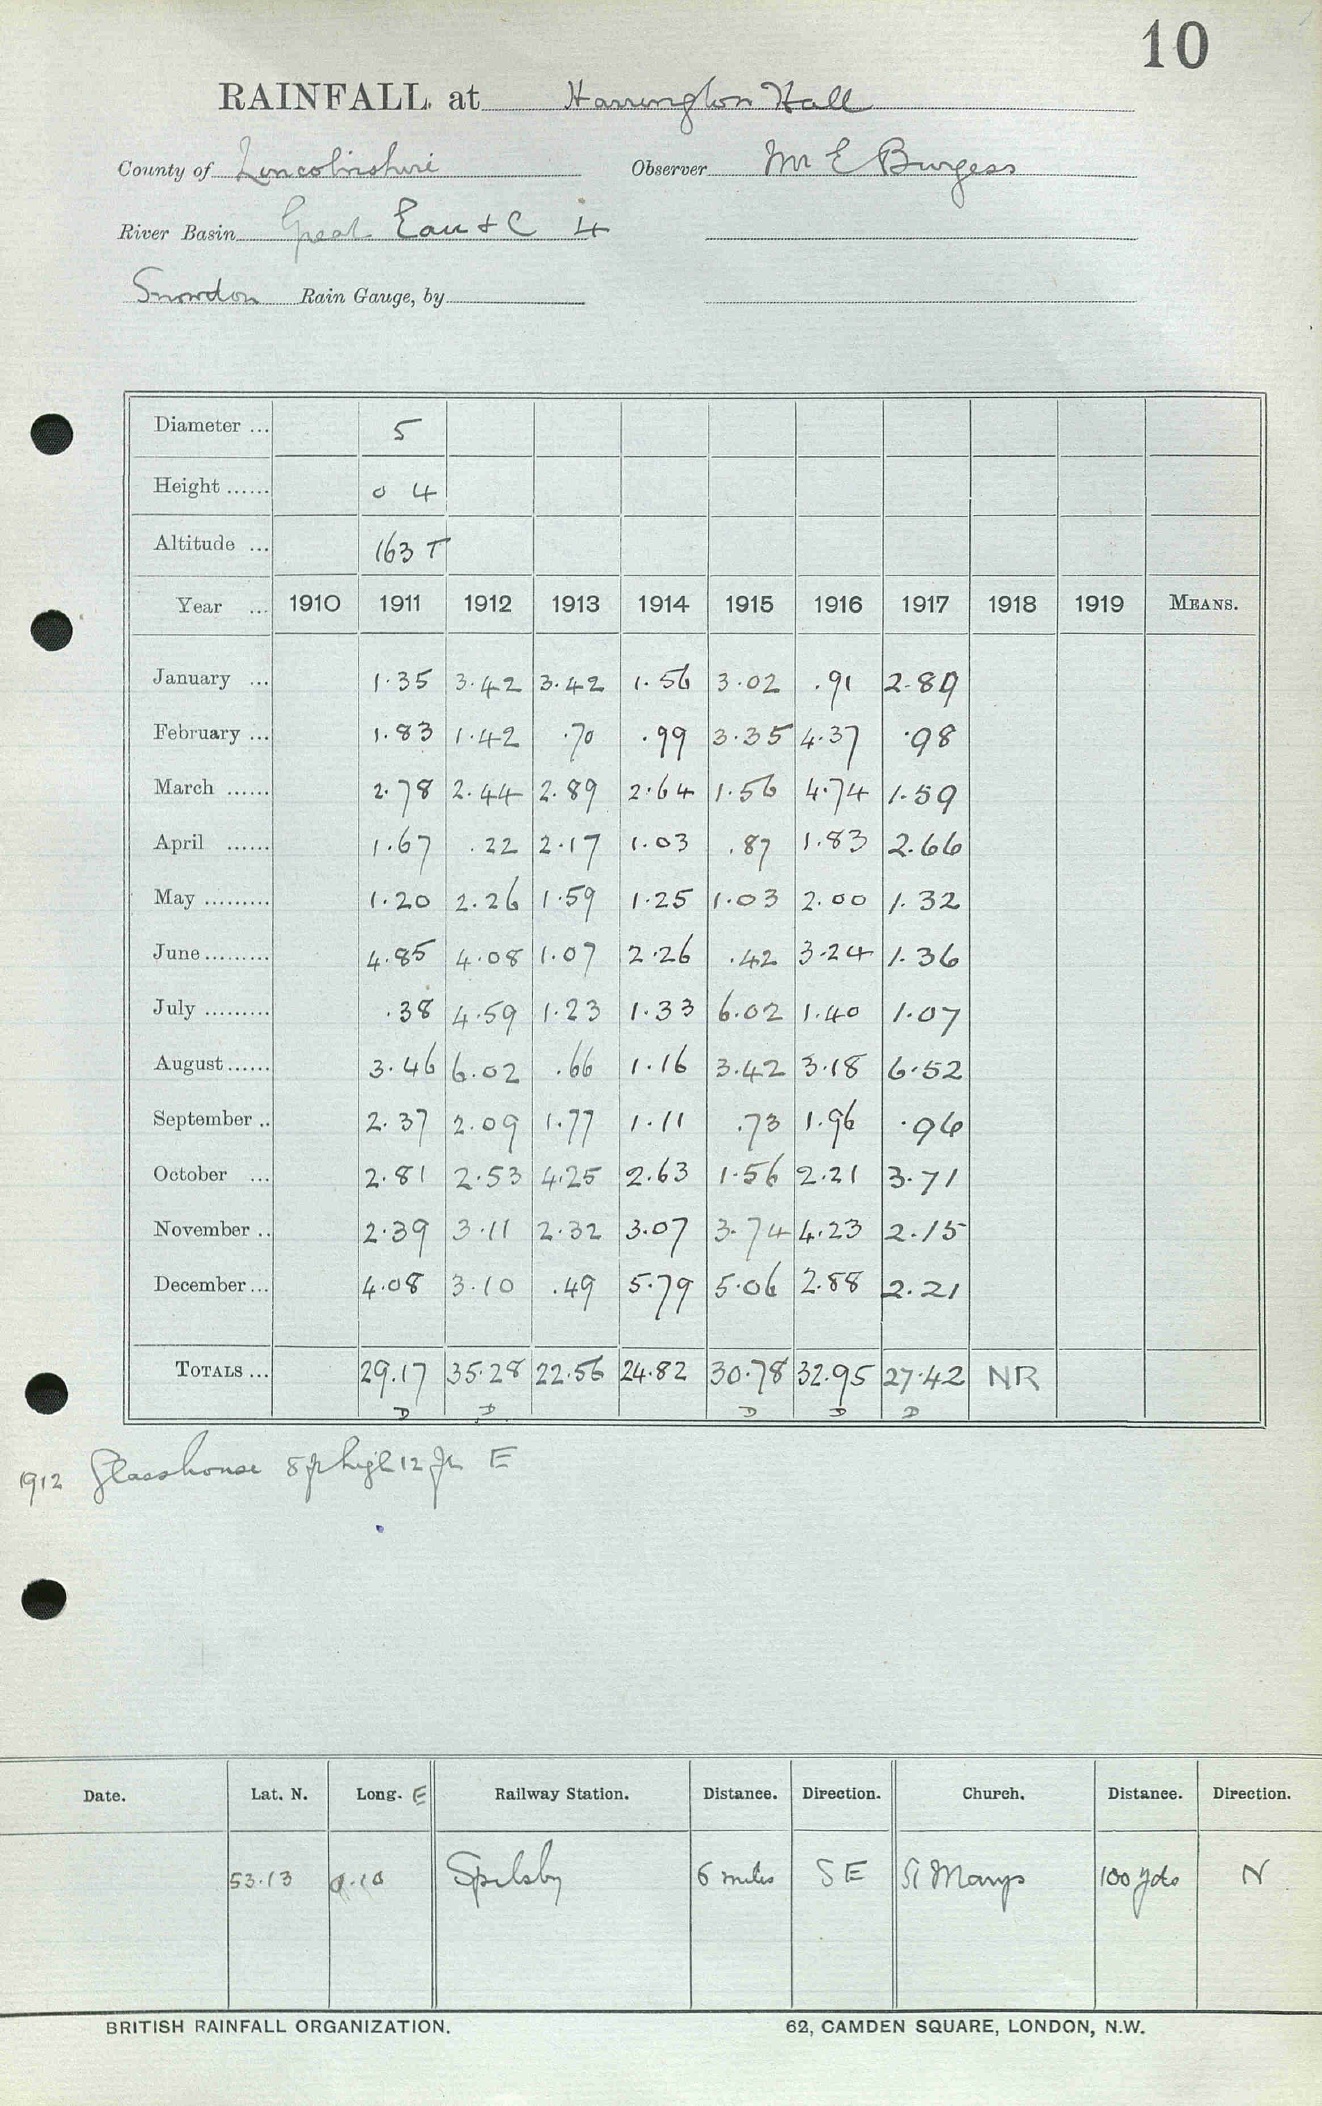 10
RAINFALL at Harrington Hall
County of Lincolnshire Observer Mr E Burgess
River Basin Great Eau & C 4
Snowdon Rain Gauge, by
Diameter ... 5
Height ...... 0 4
Altitude ... 163 T
Year ... 1910 1911 1912 1913 1914 1915 1916 1917 1918 1919 MEANS.
January ... 1.35 3.42 3.42 1.56 3.02 .91 2.89
February ... 1.83 1.42 .70 .99 3.35 4.37 .98
March ...... 2.78 2.44 2.89 2.64 1.56 4.74 1.59
April ...... 1.67 .22 2.17 1.03 .87 1.83 2.66
May ......... 1.20 2.26 1.59 1.25 1.03 2.00 1.32
June ......... 4.85 4.08 1.07 2.26 .42 3.24 1.36
July ......... .38 4.59 1.23 1.33 6.02 1.40 1.07
August ...... 3.46 6.02 .66 1.16 3.42 3.18 6.52
September .. 2.37 2.09 1.77 1.11 .73 1.96 .96
October ... 2.81 2.53 4.25 2.63 1.56 2.21 3.71
November .. 2.39 3.11 2.32 3.07 3.74 4.23 2.15
December ... 4.08 3.10 .49 5.79 5.06 2.88 2.21
TOTALS ... 29.17 35.28 22.56 24.82 30.78 32.95 27.42 NR
D D D D D
1912 Glasshouse 8 ft high 12 ft E
Date. Lat. N. Long. E Railway Station. Distance. Direction. Church. Distance. Direction.
53.13 0.10 Spilsby 6 miles SE St Marys 100 yds N
BRITISH RAINFALL ORGANIZATION. 62, CAMDEN SQUARE, LONDON, N.W.